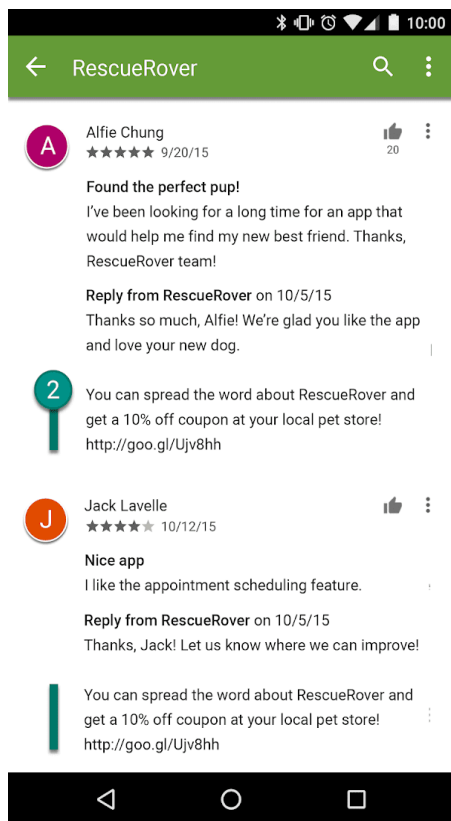 10:00
RescueRover
A
Alfie Chung
9/20/15
20
Found the perfect pup!
I've been looking for a long time for an app that
would help me find my new best friend. Thanks,
RescueRover team!
Reply from RescueRover on 10/5/15
Thanks so much, Alfie! We're glad you like the app
and love your new dog.
2
You can spread the word about RescueRover and
get a 10% off coupon at your local pet store!
http://goo.gl/Ujv8hh
J
Jack Lavelle
10/12/15
Nice app
I like the appointment scheduling feature.
Reply from RescueRover on 10/5/15
Thanks, Jack! Let us know where we can improve!
You can spread the word about RescueRover and
get a 10% off coupon at your local pet store!
http://goo.gl/Ujv8hh